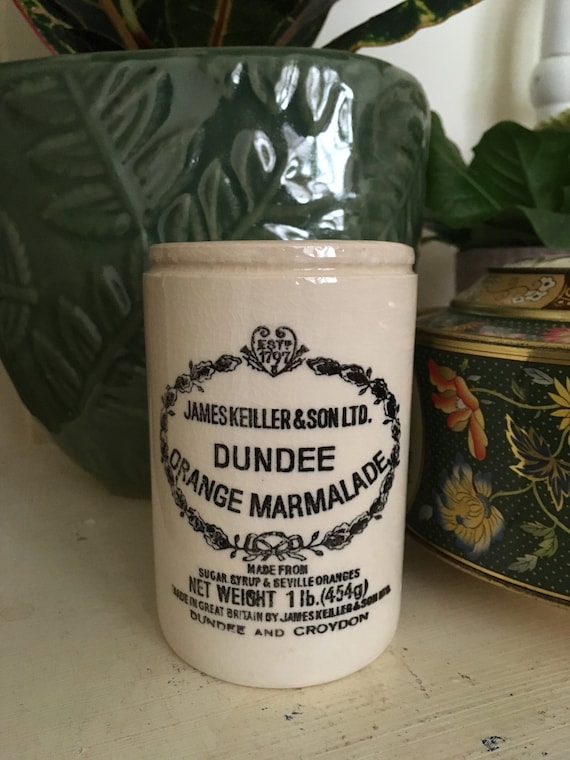 ESTD
1797
JAMES KEILLER & SON LTD.
DUNDEE
ORANGE MARMALADE
MADE FROM
SUGAR, SYRUP & SEVILLE ORANGES
NET WEIGHT 1 lb. (454g)
MADE IN GREAT BRITAIN BY JAMES KEILLER & SON LTD.
DUNDEE AND CROYDON